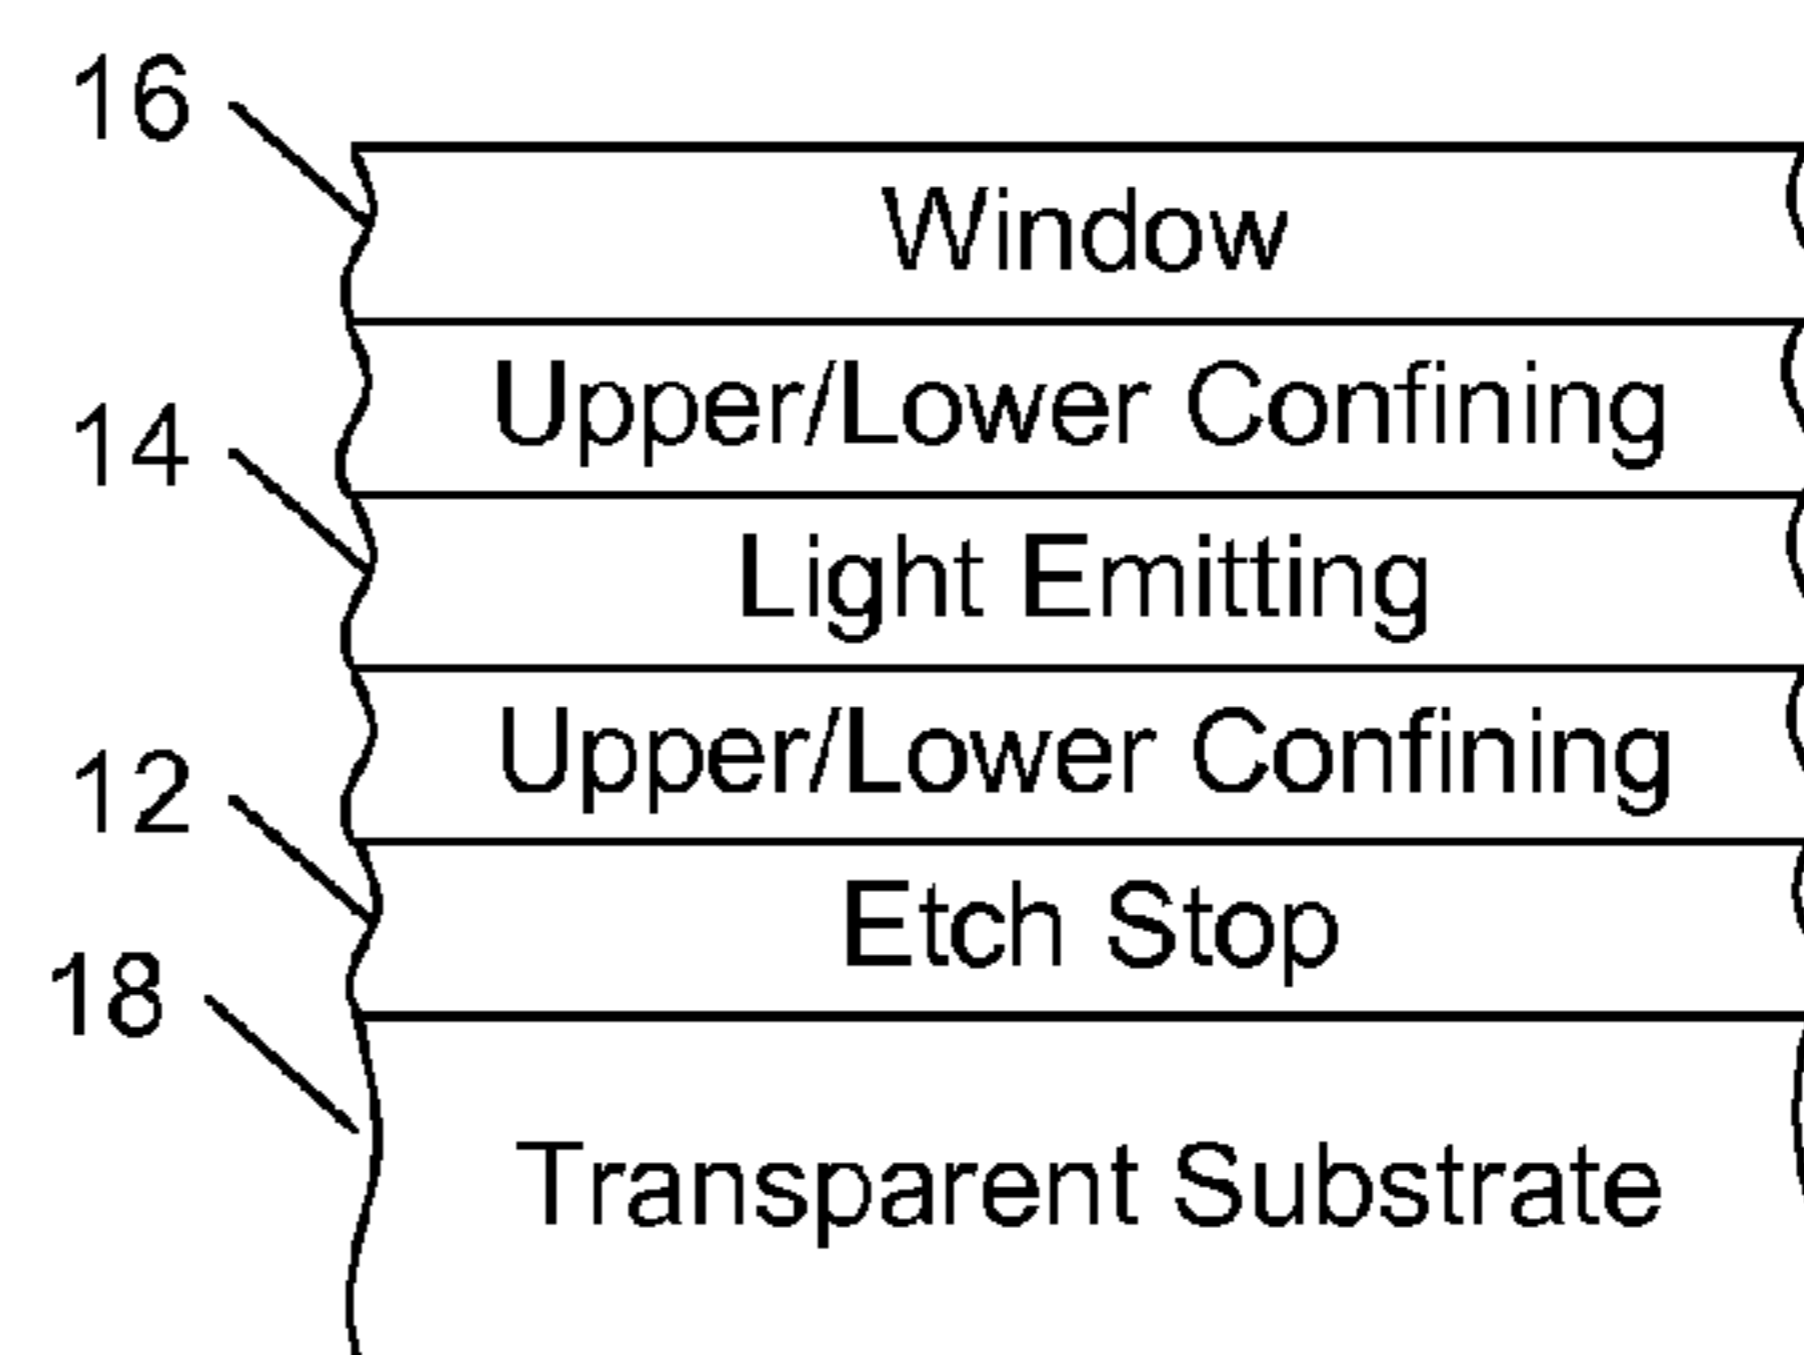 16
Window
Upper/Lower Confining
14
Light Emitting
Upper/Lower Confining
12
Etch Stop
18
Transparent Substrate